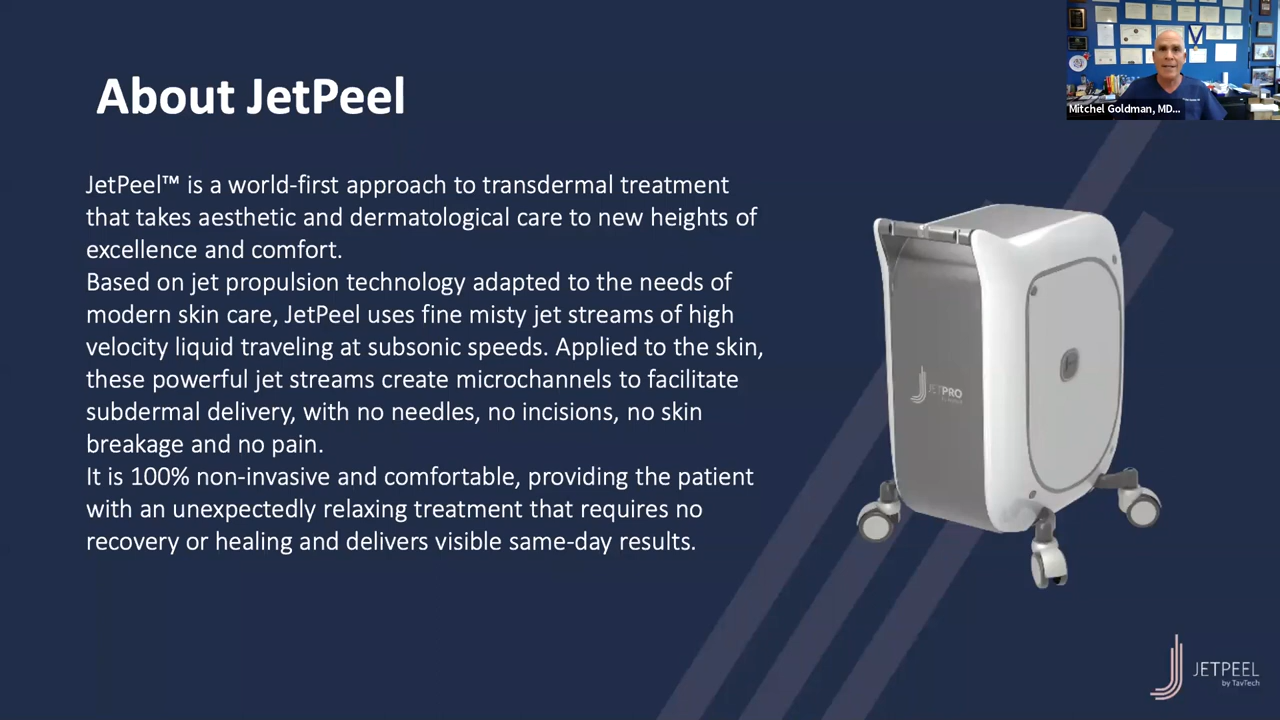 About JetPeel
Mitchel Goldman, MD...
JetPeel™ is a world-first approach to transdermal treatment
that takes aesthetic and dermatological care to new heights of
excellence and comfort.
Based on jet propulsion technology adapted to the needs of
modern skin care, JetPeel uses fine misty jet streams of high
velocity liquid traveling at subsonic speeds. Applied to the skin,
these powerful jet streams create microchannels to facilitate
subdermal delivery, with no needles, no incisions, no skin
breakage and no pain.
It is 100% non-invasive and comfortable, providing the patient
with an unexpectedly relaxing treatment that requires no
recovery or healing and delivers visible same-day results.
JETPRO
JETPEEL
by TavTech